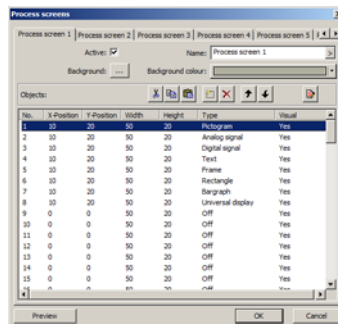 Process screens
Process screen 1 Process screen 2 Process screen 3 Process screen 4 Process screen 5
Active: Name: Process screen 1
Background: ... Background colour:
Objects:
No. X-Position Y-Position Width Height Type Visual
1 10 20 50 20 Pictogram Yes
2 10 20 50 20 Analog signal Yes
3 10 20 50 20 Digital signal Yes
4 10 20 50 20 Text Yes
5 10 20 50 20 Frame Yes
6 10 20 50 20 Rectangle Yes
7 10 20 50 20 Bargraph Yes
8 10 20 50 20 Universal display Yes
9 0 0 50 20 Off Yes
10 0 0 50 20 Off Yes
11 0 0 50 20 Off Yes
12 0 0 50 20 Off Yes
13 0 0 50 20 Off Yes
14 0 0 50 20 Off Yes
15 0 0 50 20 Off Yes
Preview OK Cancel